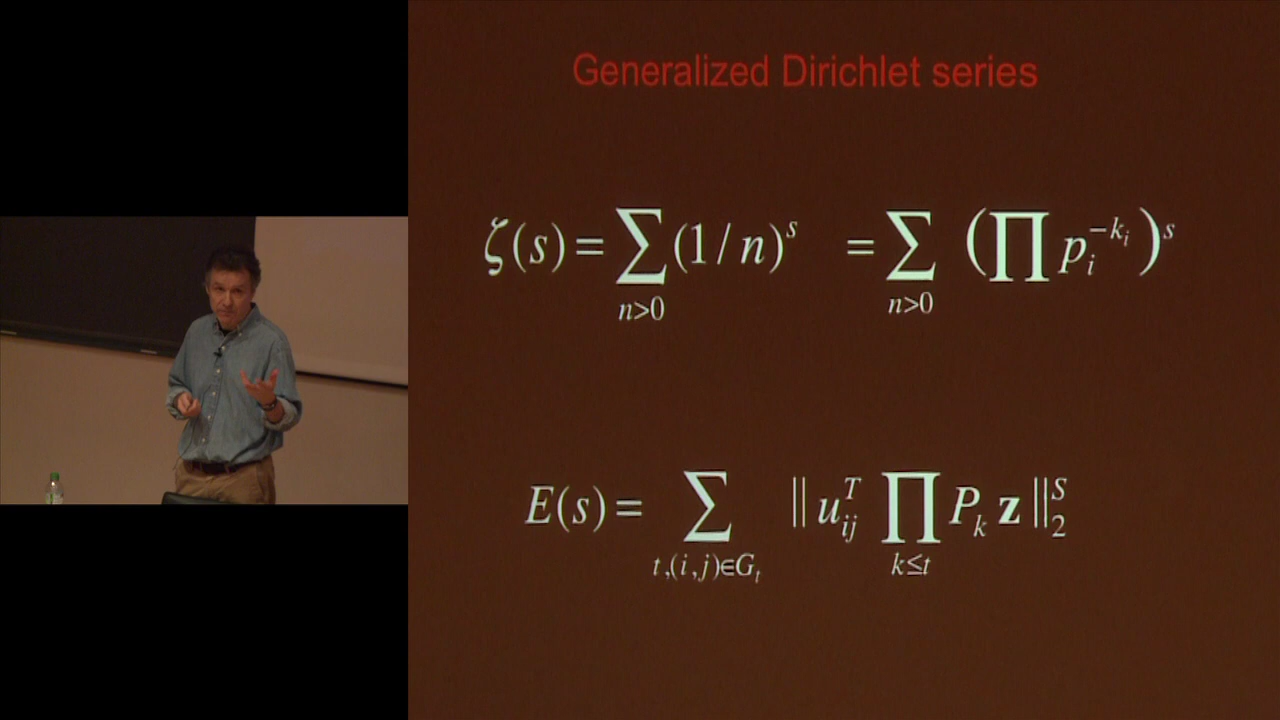 Generalized Dirichlet series
ζ(s) = ∑_{n>0} (1/n)^s = ∑_{n>0} (∏ p_i^{-k_i})^s
E(s) = ∑_{t,(i,j)∈G_t} ‖ u_{ij}^T ∏_{k≤t} P_k z ‖_2^s